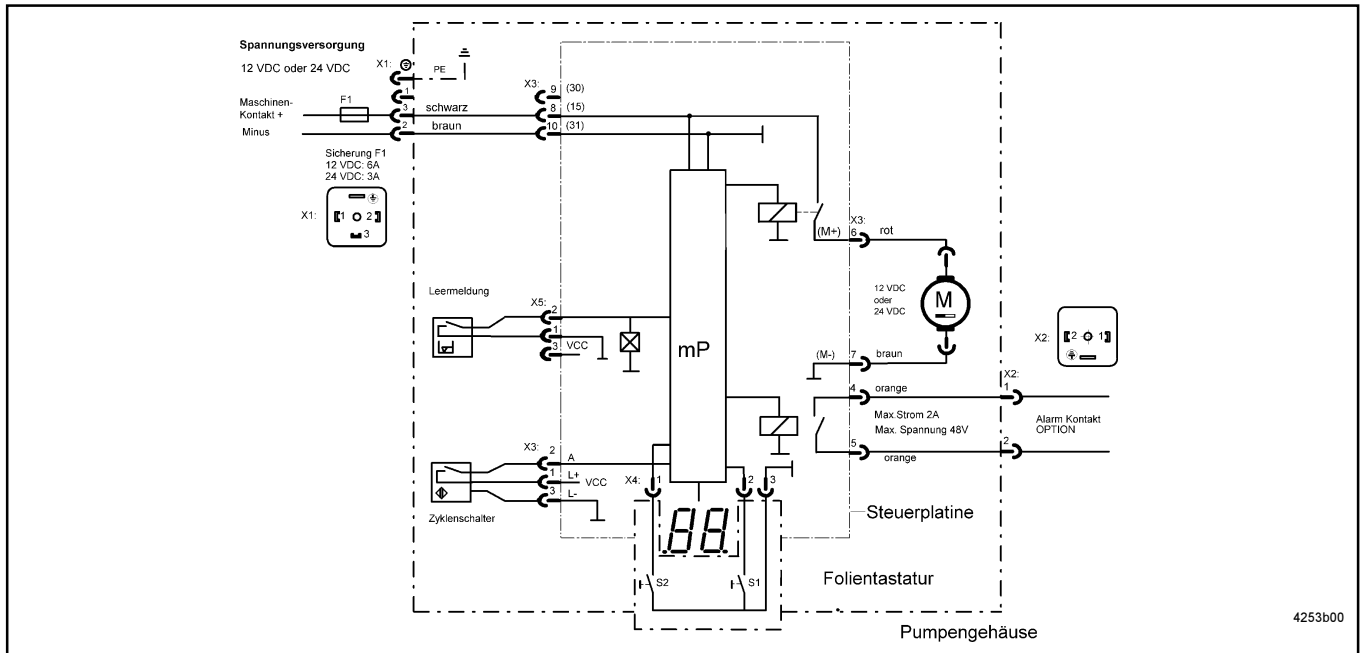 Spannungsversorgung
12 VDC oder 24 VDC
X1:
PE
Maschinen-
Kontakt +
F1
Minus
1
3
2
schwarz
braun
X3:
9 (30)
8 (15)
10 (31)
Sicherung F1
12 VDC: 6A
24 VDC: 3A
X1:
1
2
3
(M+)
X3:
6
rot
12 VDC
oder
24 VDC
M
(M-)
7
braun
X2:
2
1
Leermeldung
X5:
2
1
3
VCC
mP
4
orange
Max.Strom 2A
Max. Spannung 48V
5
orange
X2:
1
2
Alarm Kontakt
OPTION
X3:
2
A
1
L+
VCC
3
L-
Zyklenschalter
X4:
1
2
3
88
S2
S1
Steuerplatine
Folientastatur
Pumpengehäuse
4253b00